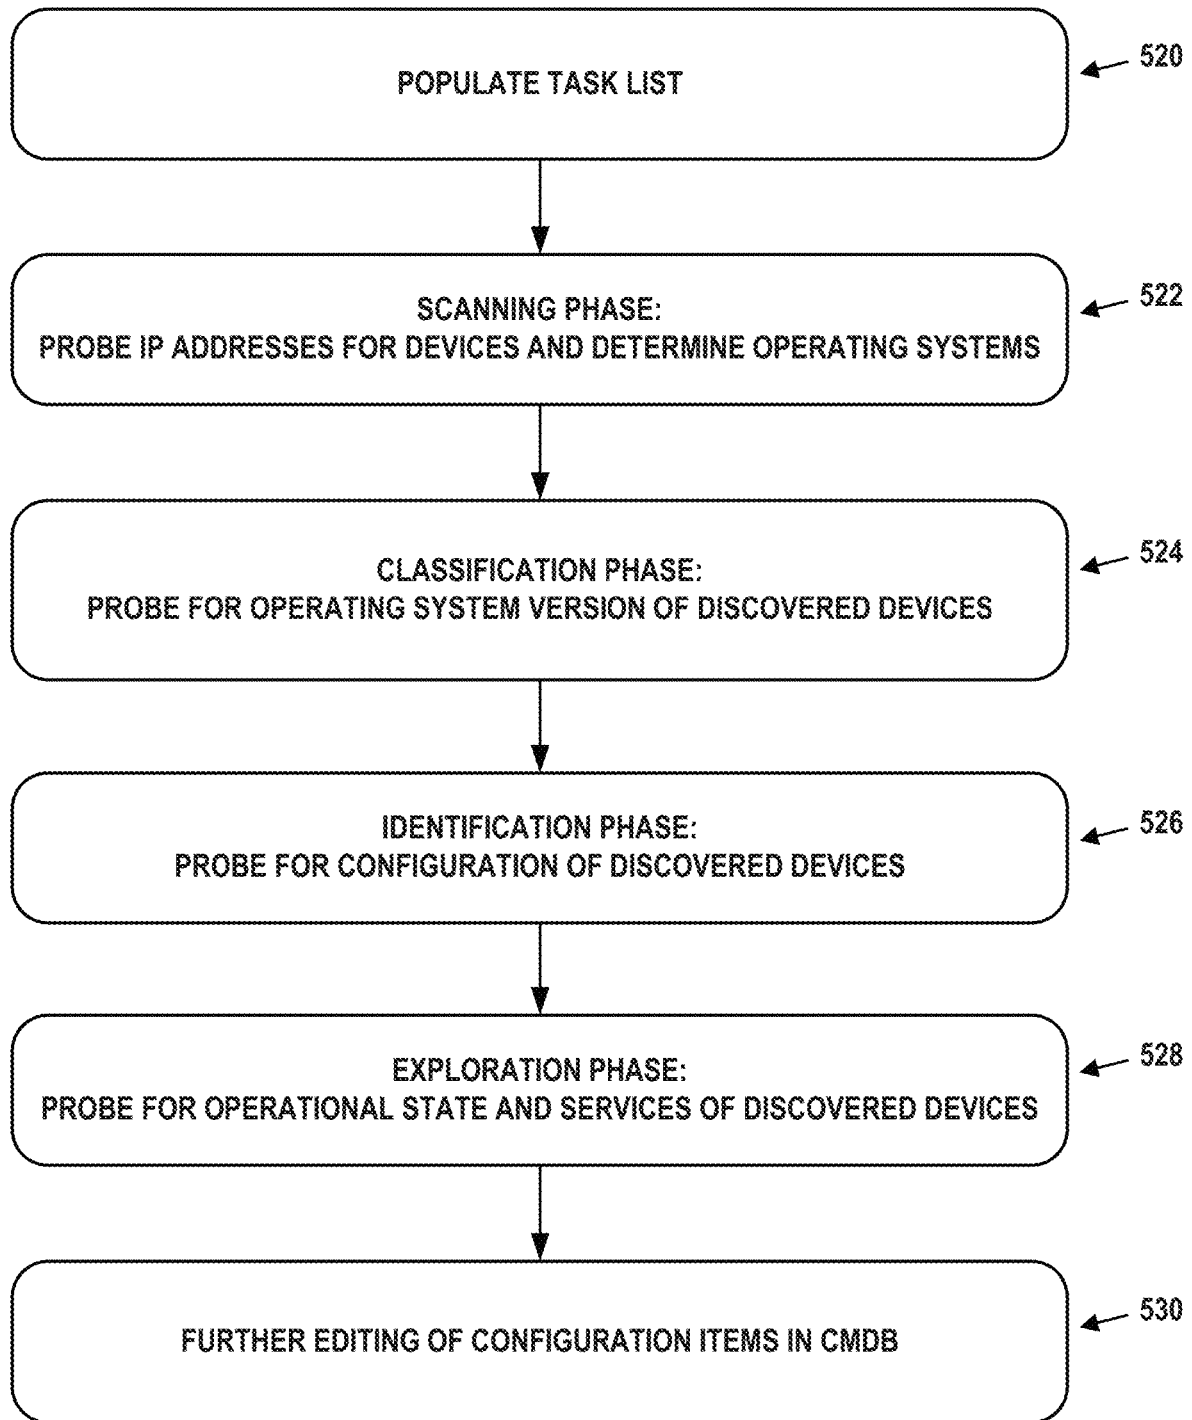 POPULATE TASK LIST
520
SCANNING PHASE:
PROBE IP ADDRESSES FOR DEVICES AND DETERMINE OPERATING SYSTEMS
522
CLASSIFICATION PHASE:
PROBE FOR OPERATING SYSTEM VERSION OF DISCOVERED DEVICES
524
IDENTIFICATION PHASE:
PROBE FOR CONFIGURATION OF DISCOVERED DEVICES
526
EXPLORATION PHASE:
PROBE FOR OPERATIONAL STATE AND SERVICES OF DISCOVERED DEVICES
528
FURTHER EDITING OF CONFIGURATION ITEMS IN CMDB
530